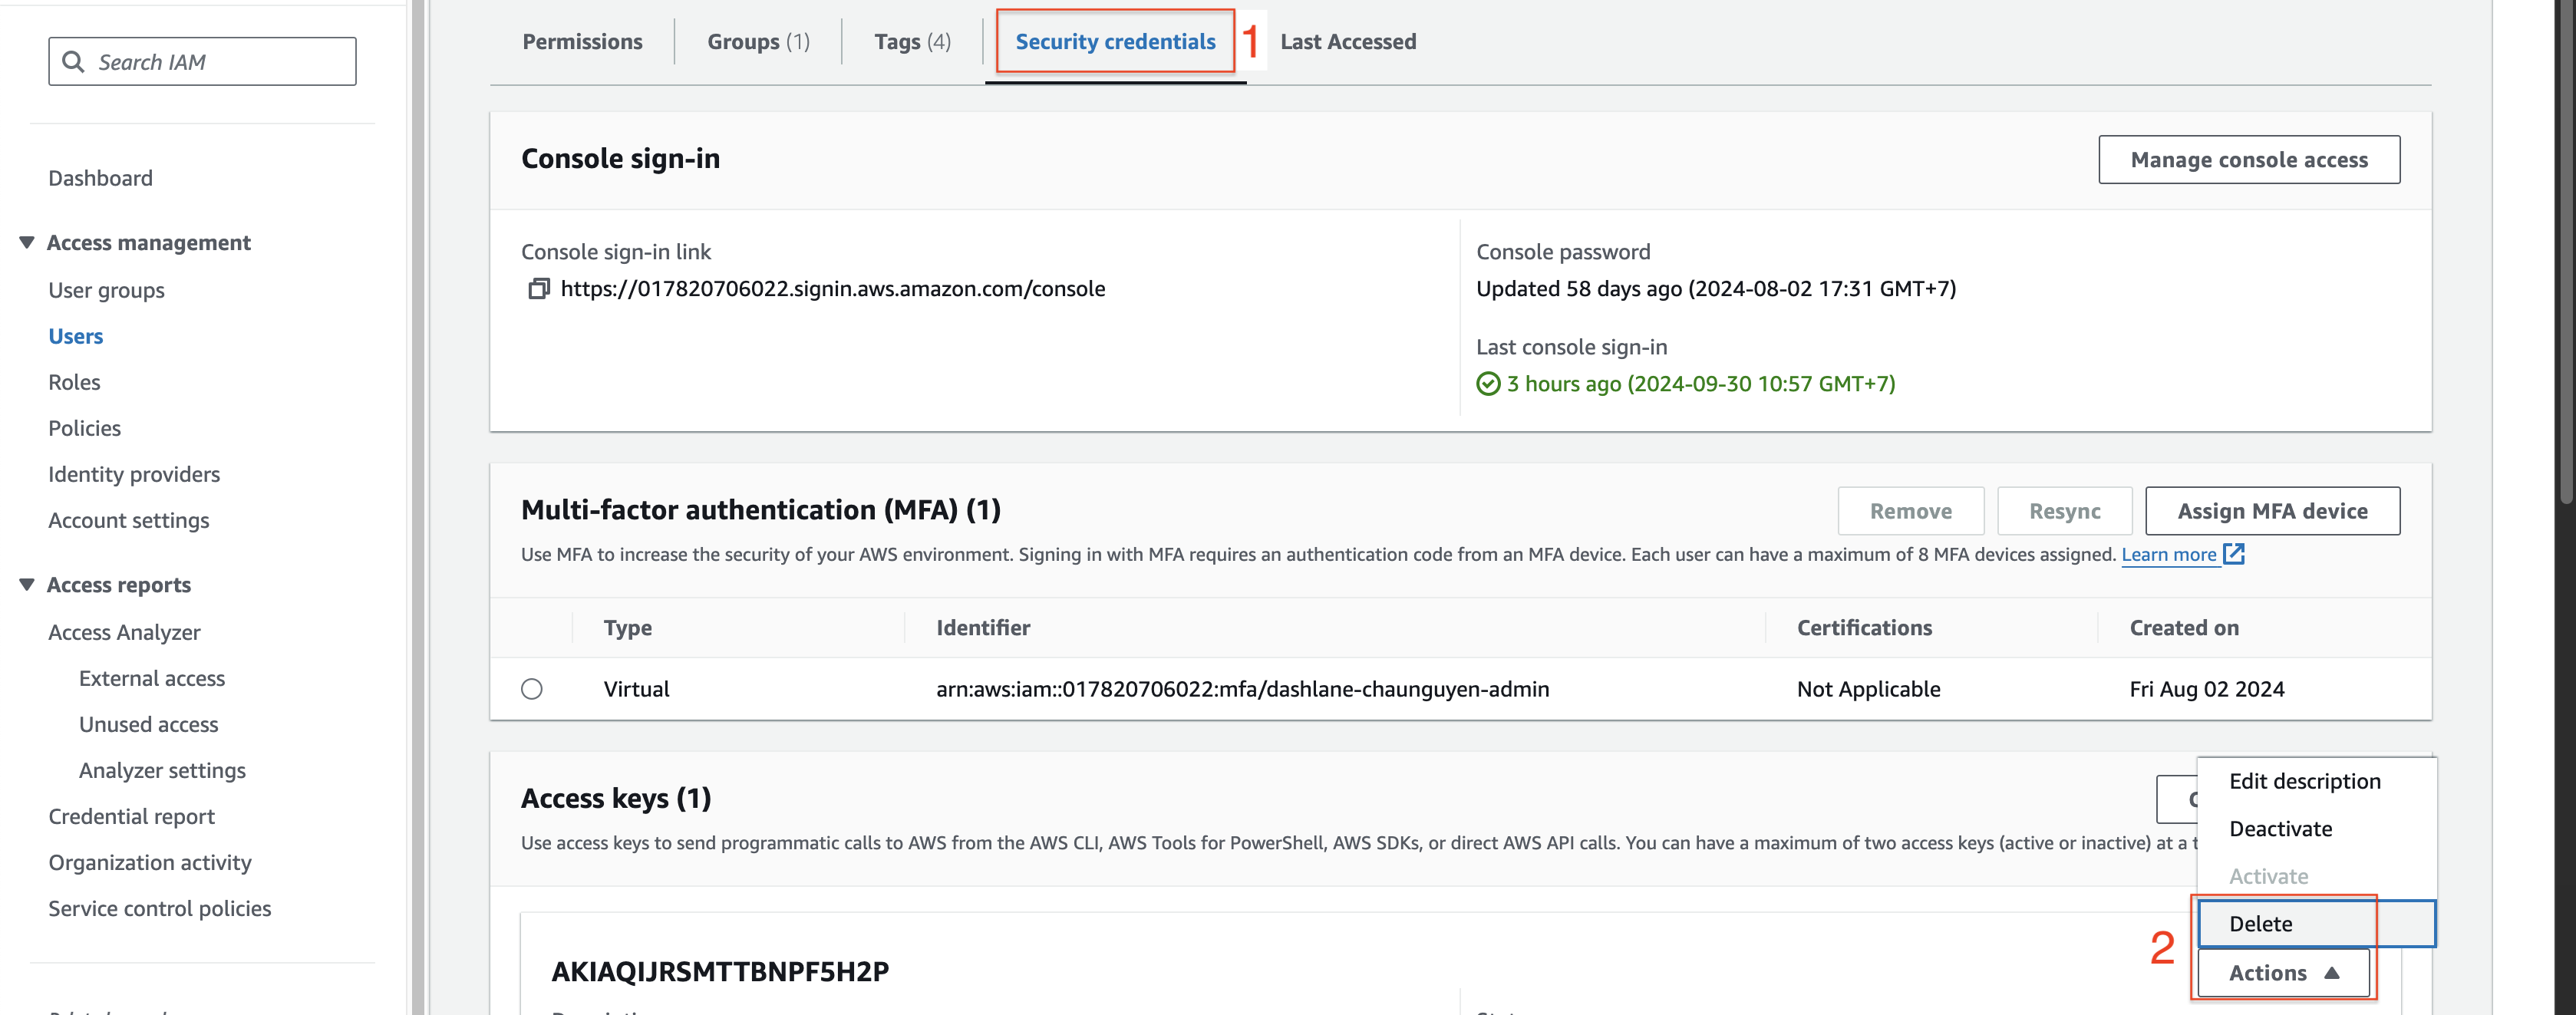 Search IAM
Dashboard
Access management
User groups
Users
Roles
Policies
Identity providers
Account settings
Access reports
Access Analyzer
External access
Unused access
Analyzer settings
Credential report
Organization activity
Service control policies
Permissions
Groups (1)
Tags (4)
Security credentials
1
Last Accessed
Console sign-in
Manage console access
Console sign-in link
https://017820706022.signin.aws.amazon.com/console
Console password
Updated 58 days ago (2024-08-02 17:31 GMT+7)
Last console sign-in
3 hours ago (2024-09-30 10:57 GMT+7)
Multi-factor authentication (MFA) (1)
Remove
Resync
Assign MFA device
Use MFA to increase the security of your AWS environment. Signing in with MFA requires an authentication code from an MFA device. Each user can have a maximum of 8 MFA devices assigned. Learn more
Type Identifier Certifications Created on
Virtual arn:aws:iam::017820706022:mfa/dashlane-chaunguyen-admin Not Applicable Fri Aug 02 2024
Access keys (1)
Use access keys to send programmatic calls to AWS from the AWS CLI, AWS Tools for PowerShell, AWS SDKs, or direct AWS API calls. You can have a maximum of two access keys (active or inactive) at a
Edit description
Deactivate
Activate
Delete
2
Actions
AKIAQIJRSMTTBNPF5H2P